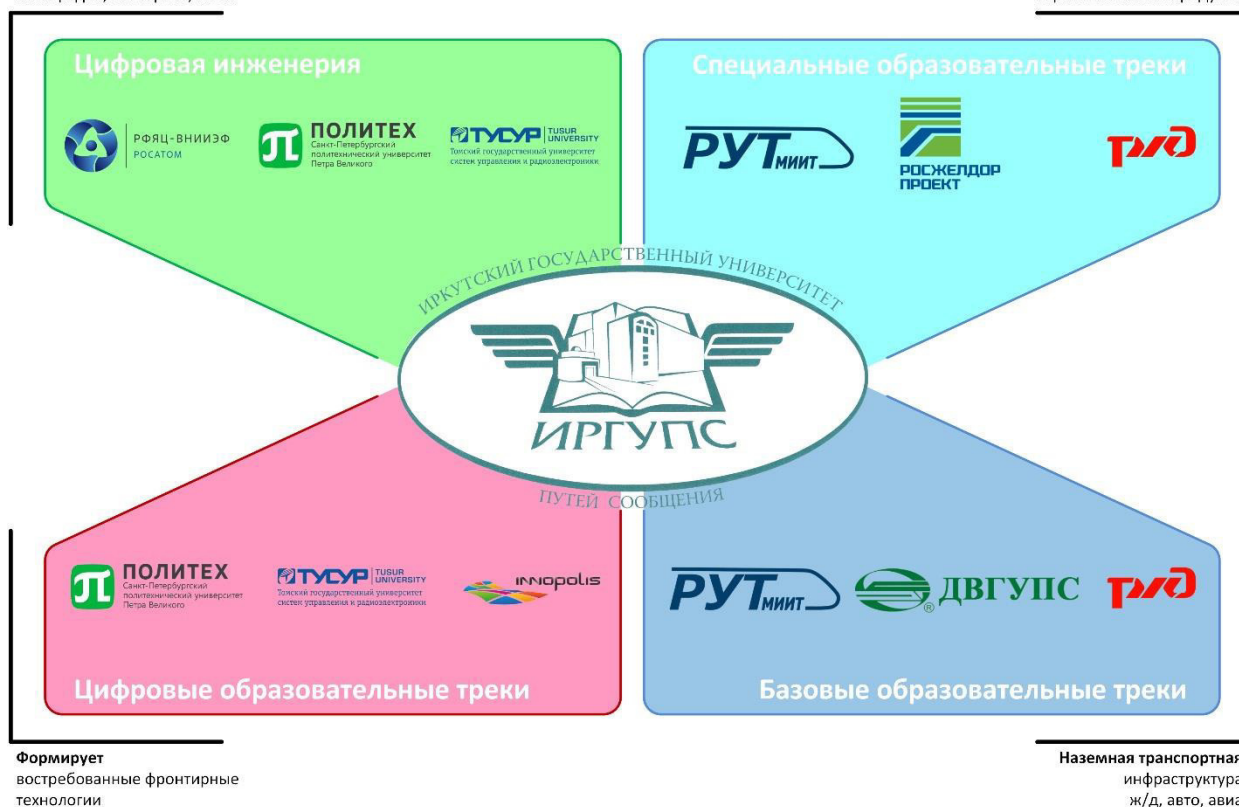 Цифровая инженерия
РФЯЦ-ВНИИЭФ
РОСАТОМ
ПОЛИТЕХ
Санкт-Петербургский
политехнический университет
Петра Великого
ТУСУР TUSUR UNIVERSITY
Томский государственный университет
систем управления и радиоэлектроники
Специальные образовательные треки
РУТ МИИТ
РОСЖЕЛДОР
ПРОЕКТ
РЖД
ИРКУТСКИЙ ГОСУДАРСТВЕННЫЙ УНИВЕРСИТЕТ
ИРГУПС
ПУТЕЙ СООБЩЕНИЯ
ПОЛИТЕХ
Санкт-Петербургский
политехнический университет
Петра Великого
ТУСУР TUSUR UNIVERSITY
Томский государственный университет
систем управления и радиоэлектроники
innopolis
Цифровые образовательные треки
РУТ МИИТ
® ДВГУПС
РЖД
Базовые образовательные треки
Формирует
востребованные фронтирные
технологии
Наземная транспортная
инфраструктура
ж/д, авто, авиа